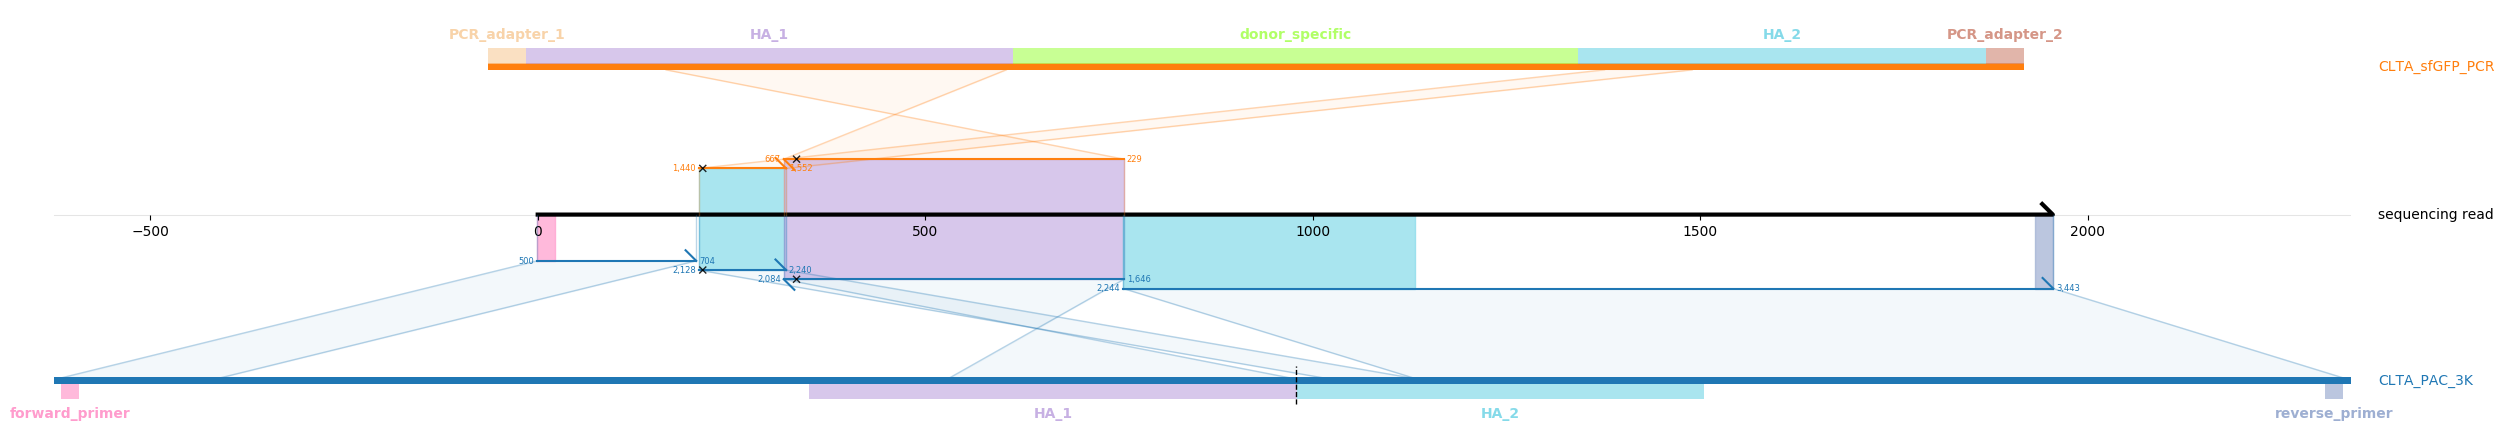 PCR_adapter_1 HA_1 donor_specific HA_2 PCR_adapter_2
CLTA_sfGFP_PCR
667 229
1,440 1,552
sequencing read
−500 0 500 1000 1500 2000
500 704
2,128 2,240
2,084 1,646
2,244 3,443
CLTA_PAC_3K
forward_primer HA_1 HA_2 reverse_primer